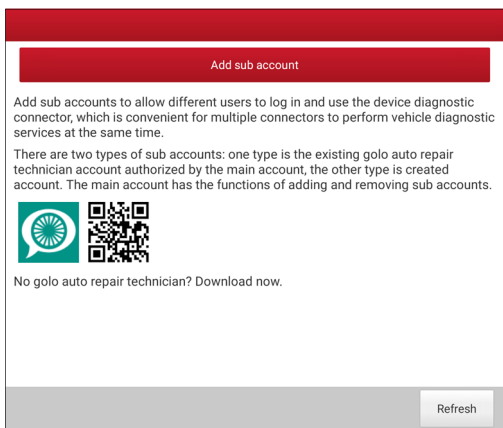 Add sub account
Add sub accounts to allow different users to log in and use the device diagnostic
connector, which is convenient for multiple connectors to perform vehicle diagnostic
services at the same time.
There are two types of sub accounts: one type is the existing golo auto repair
technician account authorized by the main account, the other type is created
account. The main account has the functions of adding and removing sub accounts.
No golo auto repair technician? Download now.
Refresh